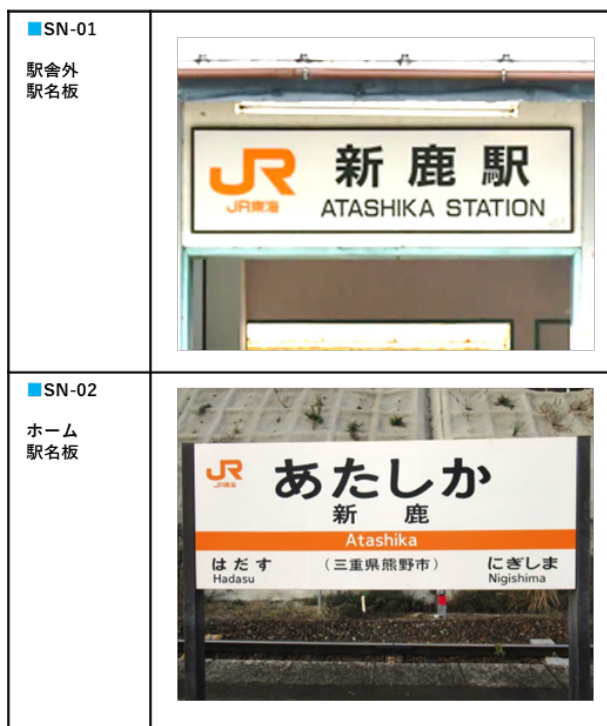 ■SN-01
駅舎外
駅名板
JR
JR東海
新鹿駅
ATASHIKA STATION
■SN-02
ホーム
駅名板
JR
JR東海
あたしか
新 鹿
Atashika
はだす
Hadasu
(三重県熊野市)
にぎしま
Nigishima